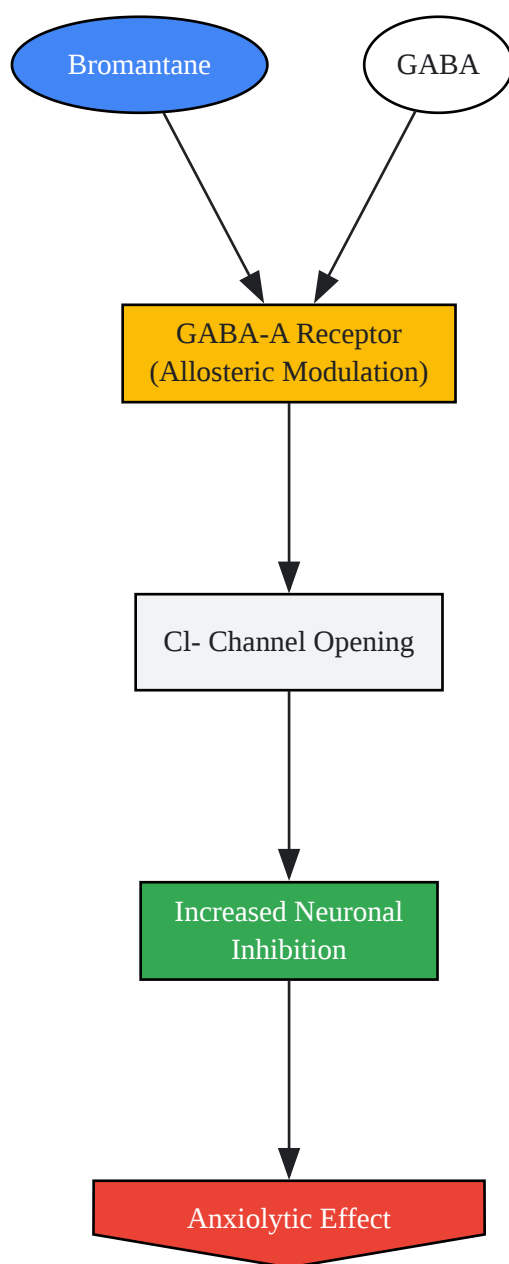 Bromantane
GABA
GABA-A Receptor
(Allosteric Modulation)
Cl- Channel Opening
Increased Neuronal
Inhibition
Anxiolytic Effect